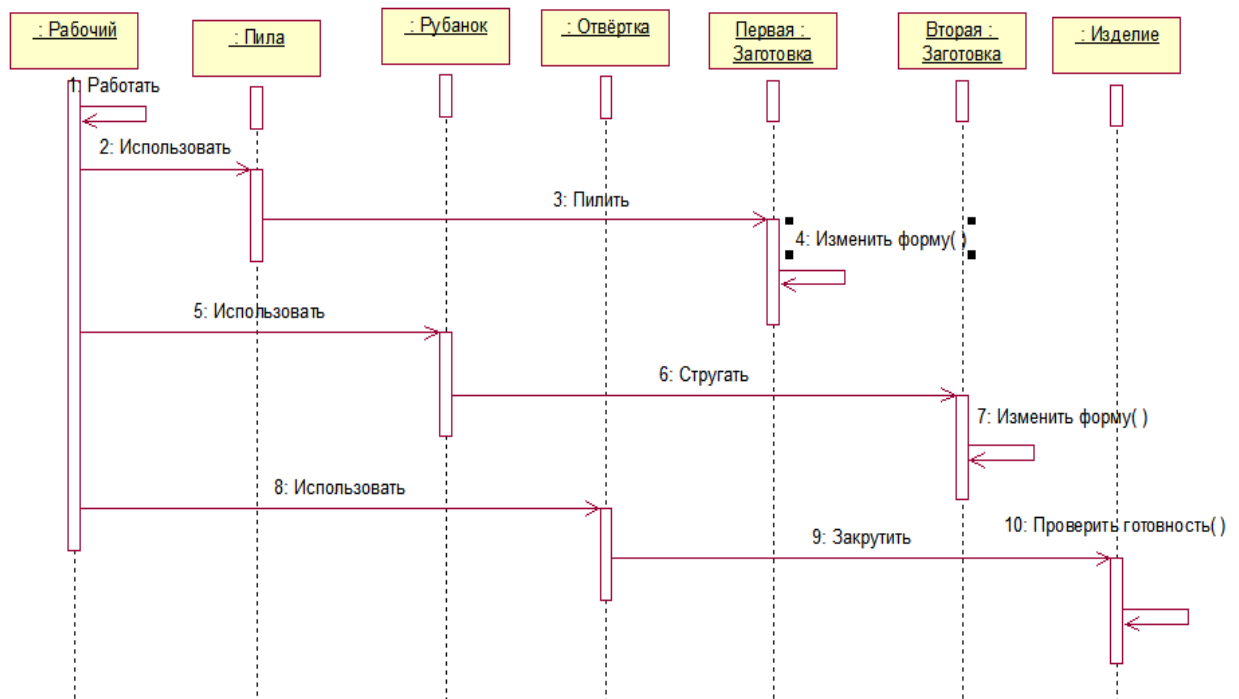 : Рабочий
: Пила
: Рубанок
: Отвёртка
Первая :
Заготовка
Вторая :
Заготовка
: Изделие
1: Работать
2: Использовать
3: Пилить
4: Изменить форму( )
5: Использовать
6: Стругать
7: Изменить форму( )
8: Использовать
9: Закрутить
10: Проверить готовность( )